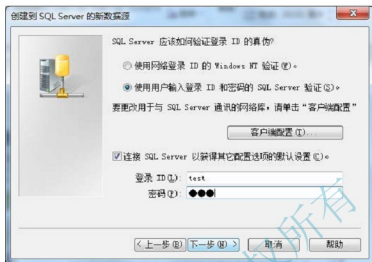 创建到 SQL Server 的新数据源
SQL Server 应该如何验证登录 ID 的真伪?
使用网络登录 ID 的 Windows NT 验证(W)。
使用用户输入登录 ID 和密码的 SQL Server 验证(S)。
要更改用于与 SQL Server 通讯的网络库，请单击“客户端配置”
客户端配置(T)...
连接 SQL Server 以获得其它配置选项的默认设置(C)。
登录 ID(L): test
密码(P): ●●●
<上一步(B) 下一步(N)> 取消 帮助
权所有